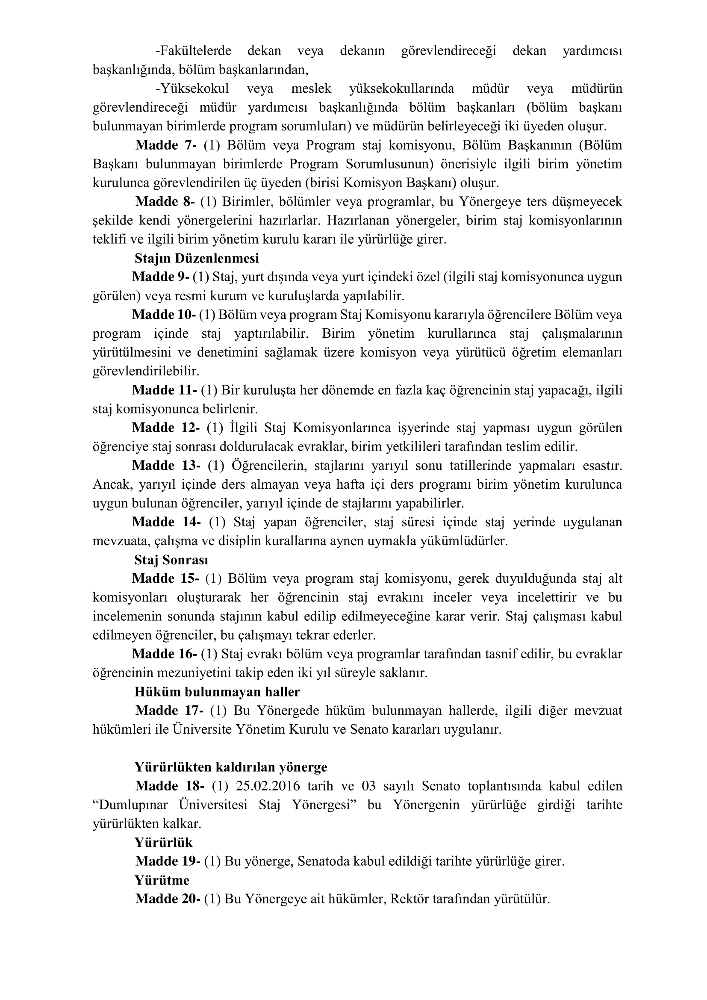 -Fakültelerde dekan veya dekanın görevlendireceği dekan yardımcısı
başkanlığında, bölüm başkanlarından,
-Yüksekokul veya meslek yüksekokullarında müdür veya müdürün
görevlendireceği müdür yardımcısı başkanlığında bölüm başkanları (bölüm başkanı
bulunmayan birimlerde program sorumluları) ve müdürün belirleyeceği iki üyeden oluşur.
Madde 7- (1) Bölüm veya Program staj komisyonu, Bölüm Başkanının (Bölüm
Başkanı bulunmayan birimlerde Program Sorumlusunun) önerisiyle ilgili birim yönetim
kurulunca görevlendirilen üç üyeden (birisi Komisyon Başkanı) oluşur.
Madde 8- (1) Birimler, bölümler veya programlar, bu Yönergeye ters düşmeyecek
şekilde kendi yönergelerini hazırlarlar. Hazırlanan yönergeler, birim staj komisyonlarının
teklifi ve ilgili birim yönetim kurulu kararı ile yürürlüğe girer.
Stajın Düzenlenmesi
Madde 9- (1) Staj, yurt dışında veya yurt içindeki özel (ilgili staj komisyonunca uygun
görülen) veya resmi kurum ve kuruluşlarda yapılabilir.
Madde 10- (1) Bölüm veya program Staj Komisyonu kararıyla öğrencilere Bölüm veya
program içinde staj yaptırılabilir. Birim yönetim kurullarınca staj çalışmalarının
yürütülmesini ve denetimini sağlamak üzere komisyon veya yürütücü öğretim elemanları
görevlendirilebilir.
Madde 11- (1) Bir kuruluşta her dönemde en fazla kaç öğrencinin staj yapacağı, ilgili
staj komisyonunca belirlenir.
Madde 12- (1) İlgili Staj Komisyonlarınca işyerinde staj yapması uygun görülen
öğrenciye staj sonrası doldurulacak evraklar, birim yetkilileri tarafından teslim edilir.
Madde 13- (1) Öğrencilerin, stajlarını yarıyıl sonu tatillerinde yapmaları esastır.
Ancak, yarıyıl içinde ders almayan veya hafta içi ders programı birim yönetim kurulunca
uygun bulunan öğrenciler, yarıyıl içinde de stajlarını yapabilirler.
Madde 14- (1) Staj yapan öğrenciler, staj süresi içinde staj yerinde uygulanan
mevzuata, çalışma ve disiplin kurallarına aynen uymakla yükümlüdürler.
Staj Sonrası
Madde 15- (1) Bölüm veya program staj komisyonu, gerek duyulduğunda staj alt
komisyonları oluşturarak her öğrencinin staj evrakını inceler veya incelettirir ve bu
incelemenin sonunda stajının kabul edilip edilmeyeceğine karar verir. Staj çalışması kabul
edilmeyen öğrenciler, bu çalışmayı tekrar ederler.
Madde 16- (1) Staj evrakı bölüm veya programlar tarafından tasnif edilir, bu evraklar
öğrencinin mezuniyetini takip eden iki yıl süreyle saklanır.
Hüküm bulunmayan haller
Madde 17- (1) Bu Yönergede hüküm bulunmayan hallerde, ilgili diğer mevzuat
hükümleri ile Üniversite Yönetim Kurulu ve Senato kararları uygulanır.
Yürürlükten kaldırılan yönerge
Madde 18- (1) 25.02.2016 tarih ve 03 sayılı Senato toplantısında kabul edilen
“Dumlupınar Üniversitesi Staj Yönergesi” bu Yönergenin yürürlüğe girdiği tarihte
yürürlükten kalkar.
Yürürlük
Madde 19- (1) Bu yönerge, Senatoda kabul edildiği tarihte yürürlüğe girer.
Yürütme
Madde 20- (1) Bu Yönergeye ait hükümler, Rektör tarafından yürütülür.